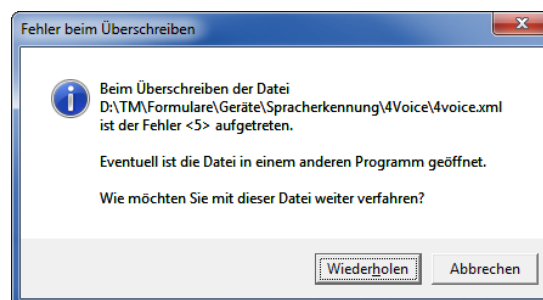 Fehler beim Überschreiben
Beim Überschreiben der Datei
D:\TM\Formulare\Geräte\Spracherkennung\4Voice\4voice.xml
ist der Fehler <5> aufgetreten.
Eventuell ist die Datei in einem anderen Programm geöffnet.
Wie möchten Sie mit dieser Datei weiter verfahren?
Wiederholen Abbrechen